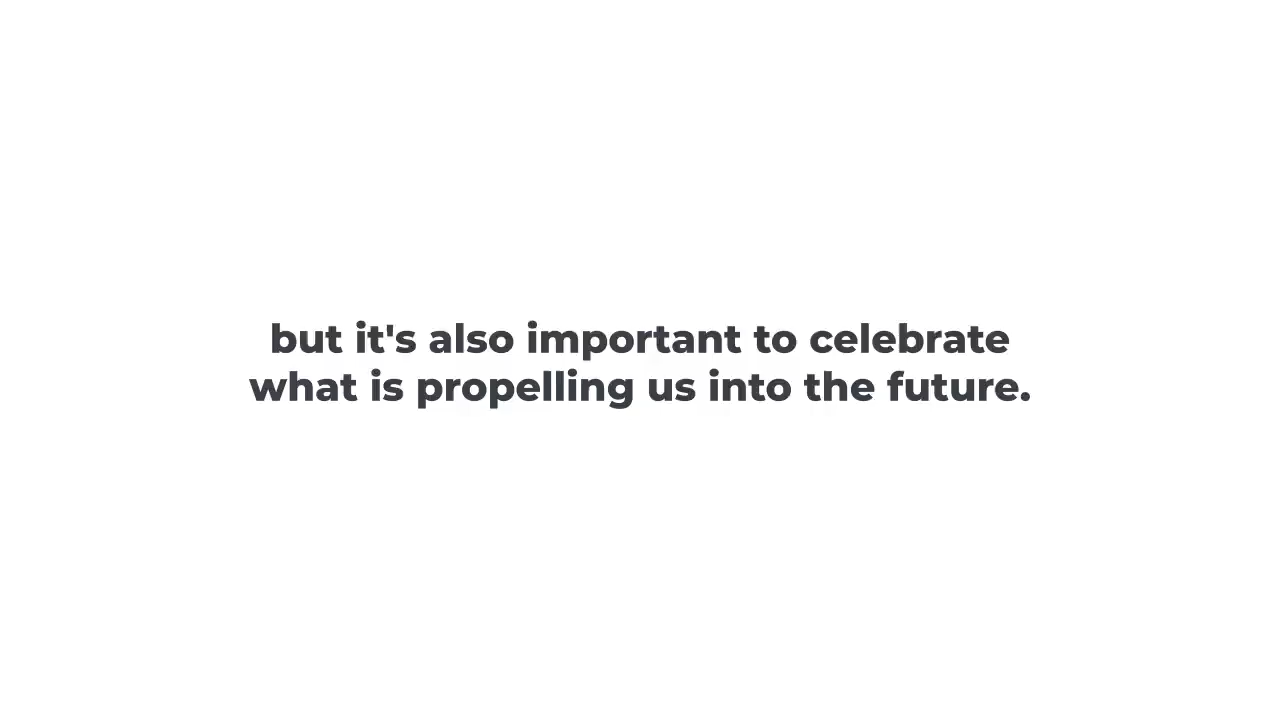 but it's also important to celebrate
what is propelling us into the future.